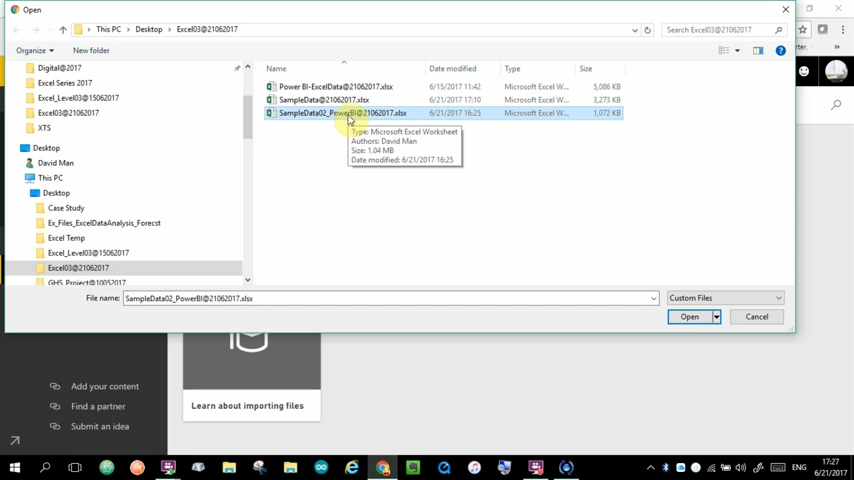 Open
This PC > Desktop > Excel03@21062017
Search Excel03@21062017
Organize
New folder
Name
Date modified
Type
Size
Digital@2017
Excel Series 2017
Excel_Level03@15062017
Excel03@21062017
XTS
Desktop
David Man
This PC
Desktop
Case Study
Ex_Files_ExcelDataAnalysis_Forecst
Excel Temp
Excel_Level03@15062017
Excel03@21062017
GHS_Project@10052017
Power BI-ExcelData@21062017.xlsx 6/15/2017 11:42 Microsoft Excel W... 5,086 KB
SampleData@21062017.xlsx 6/21/2017 17:10 Microsoft Excel W... 3,273 KB
SampleData02_PowerBI@21062017.xlsx 6/21/2017 16:25 Microsoft Excel W... 1,072 KB
Type: Microsoft Excel Worksheet
Authors: David Man
Size: 1.04 MB
Date modified: 6/21/2017 16:25
File name: SampleData02_PowerBI@21062017.xlsx
Custom Files
Open
Cancel
Add your content
Find a partner
Submit an idea
Learn about importing files
ENG
17:27
6/21/2017